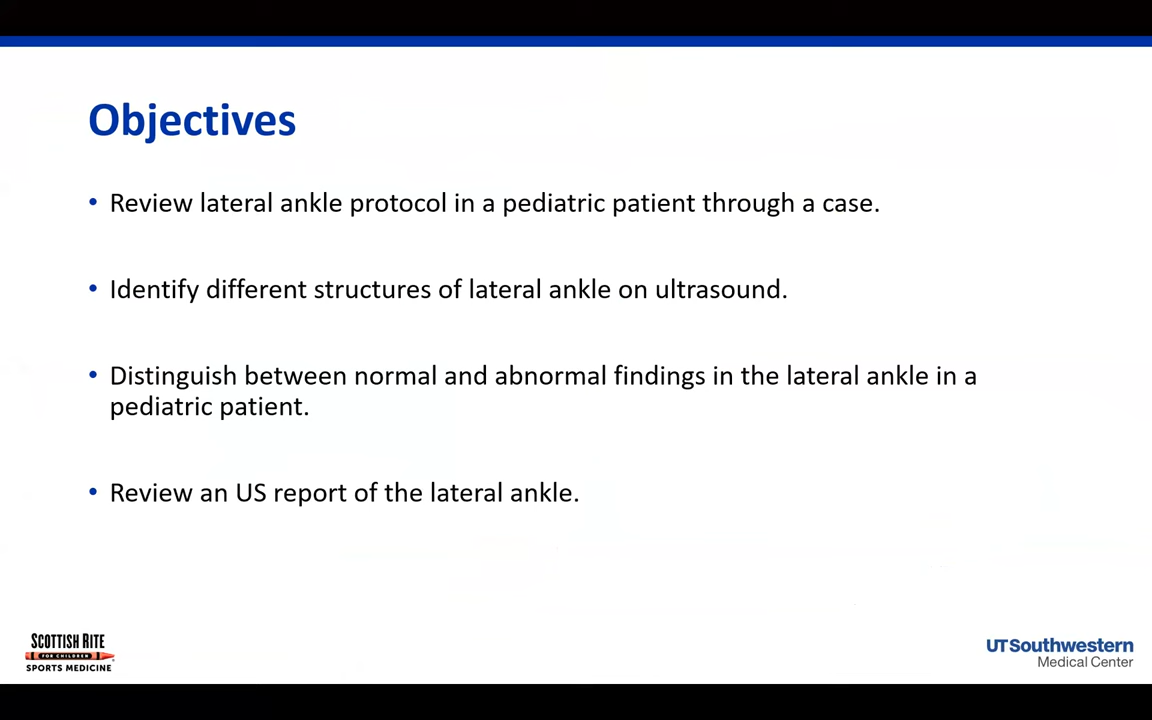 Objectives
• Review lateral ankle protocol in a pediatric patient through a case.
• Identify different structures of lateral ankle on ultrasound.
• Distinguish between normal and abnormal findings in the lateral ankle in a
pediatric patient.
• Review an US report of the lateral ankle.
SCOTTISH RITE
FOR CHILDREN
SPORTS MEDICINE
UTSouthwestern
Medical Center